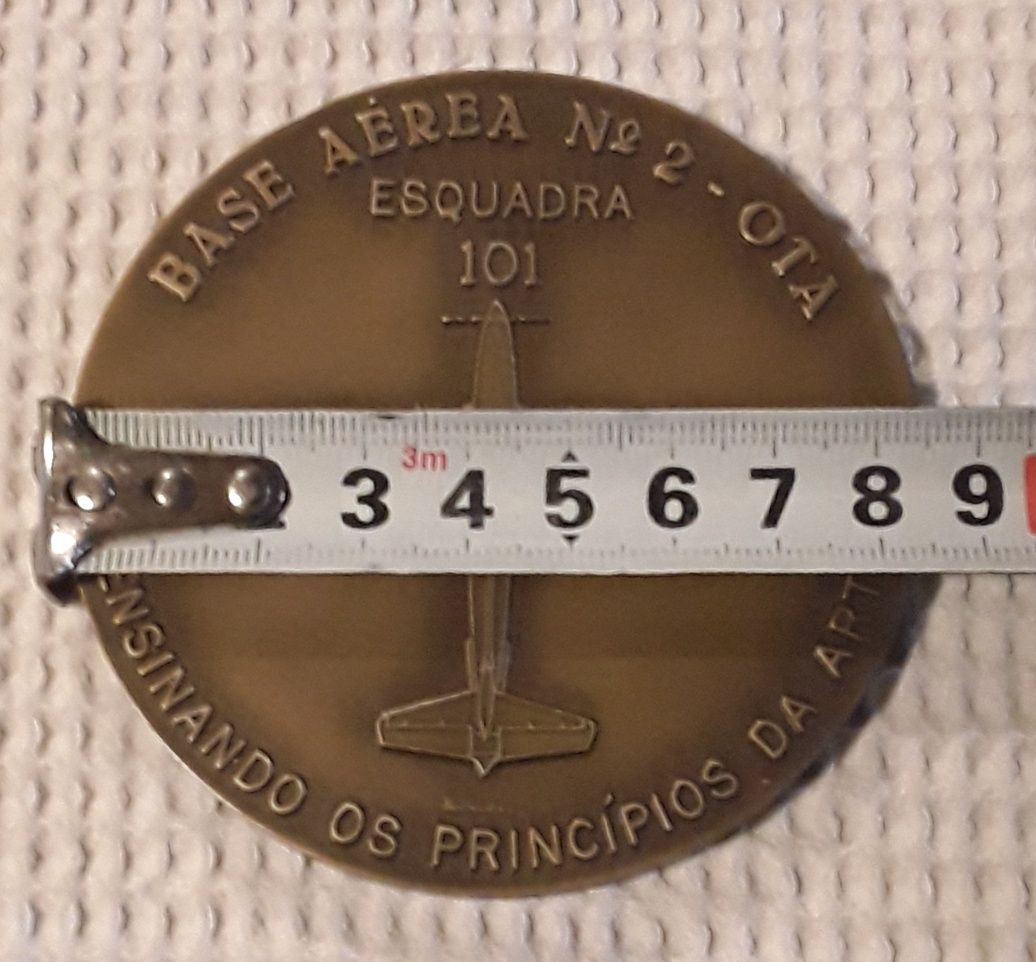 BASE AÉREA Nº 2 - OTA
ESQUADRA
101
3m
3 4 5 6 7 8 9
ENSINANDO OS PRINCÍPIOS DA